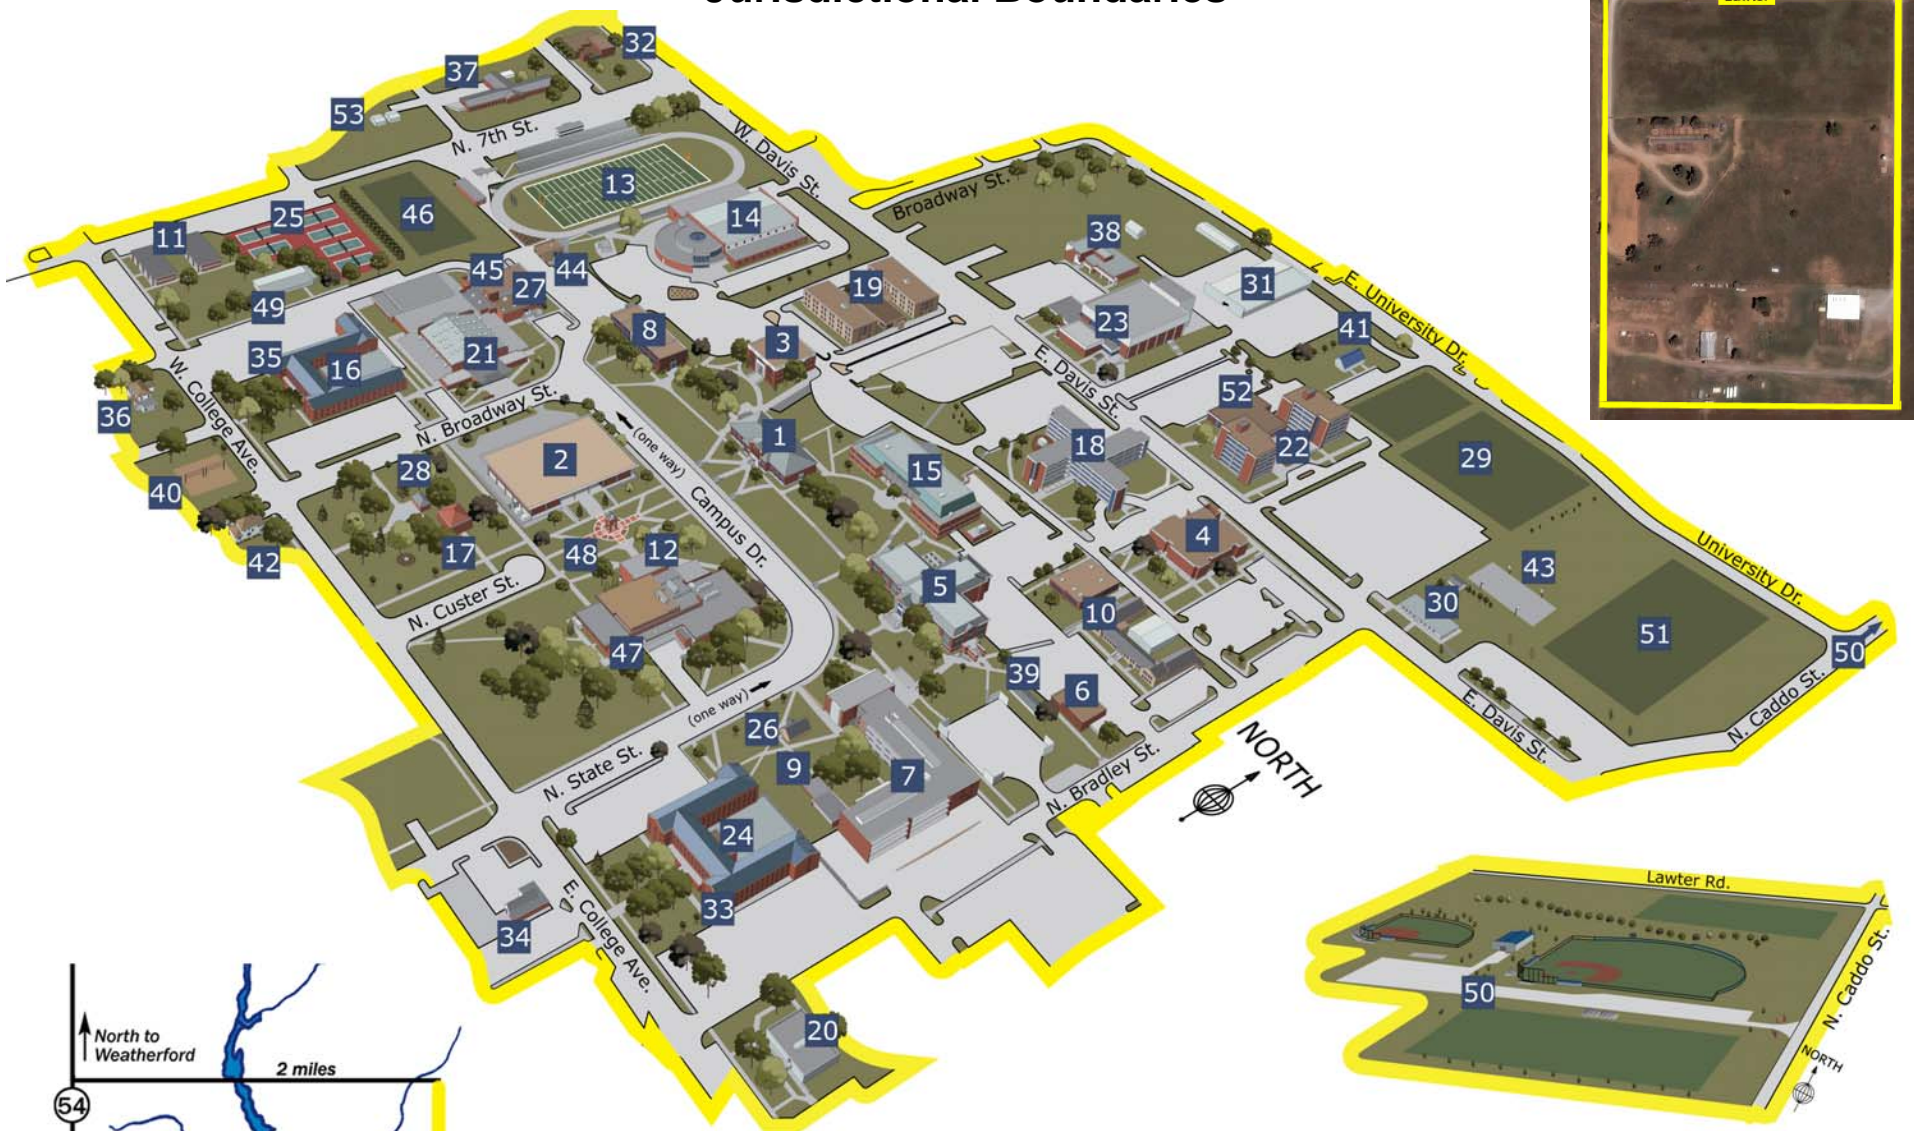 Jurisdictional Boundaries
32
37
53
N. 7th St.
W. Davis St.
13
Broadway St.
46
25
14
11
38
45
44
27
49
19
31
E. University Dr.
8
3
23
41
35
16
21
W. College Ave.
36
N. Broadway St.
E. Davis St.
52
(one way)
1
18
22
2
28
15
29
40
Campus Dr.
17
48
12
4
42
University Dr.
43
N. Custer St.
5
30
10
51
47
39
6
50
(one way)
E. Davis St.
N. Caddo St.
26
NORTH
N. State St.
9
7
N. Bradley St.
24
33
E. College Ave.
34
20
Lawter Rd.
50
N. Caddo St.
NORTH
North to
Weatherford
2 miles
54